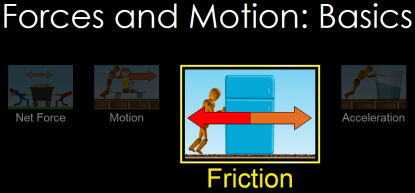 Forces and Motion: Basics
Net Force
Motion
Friction
Acceleration